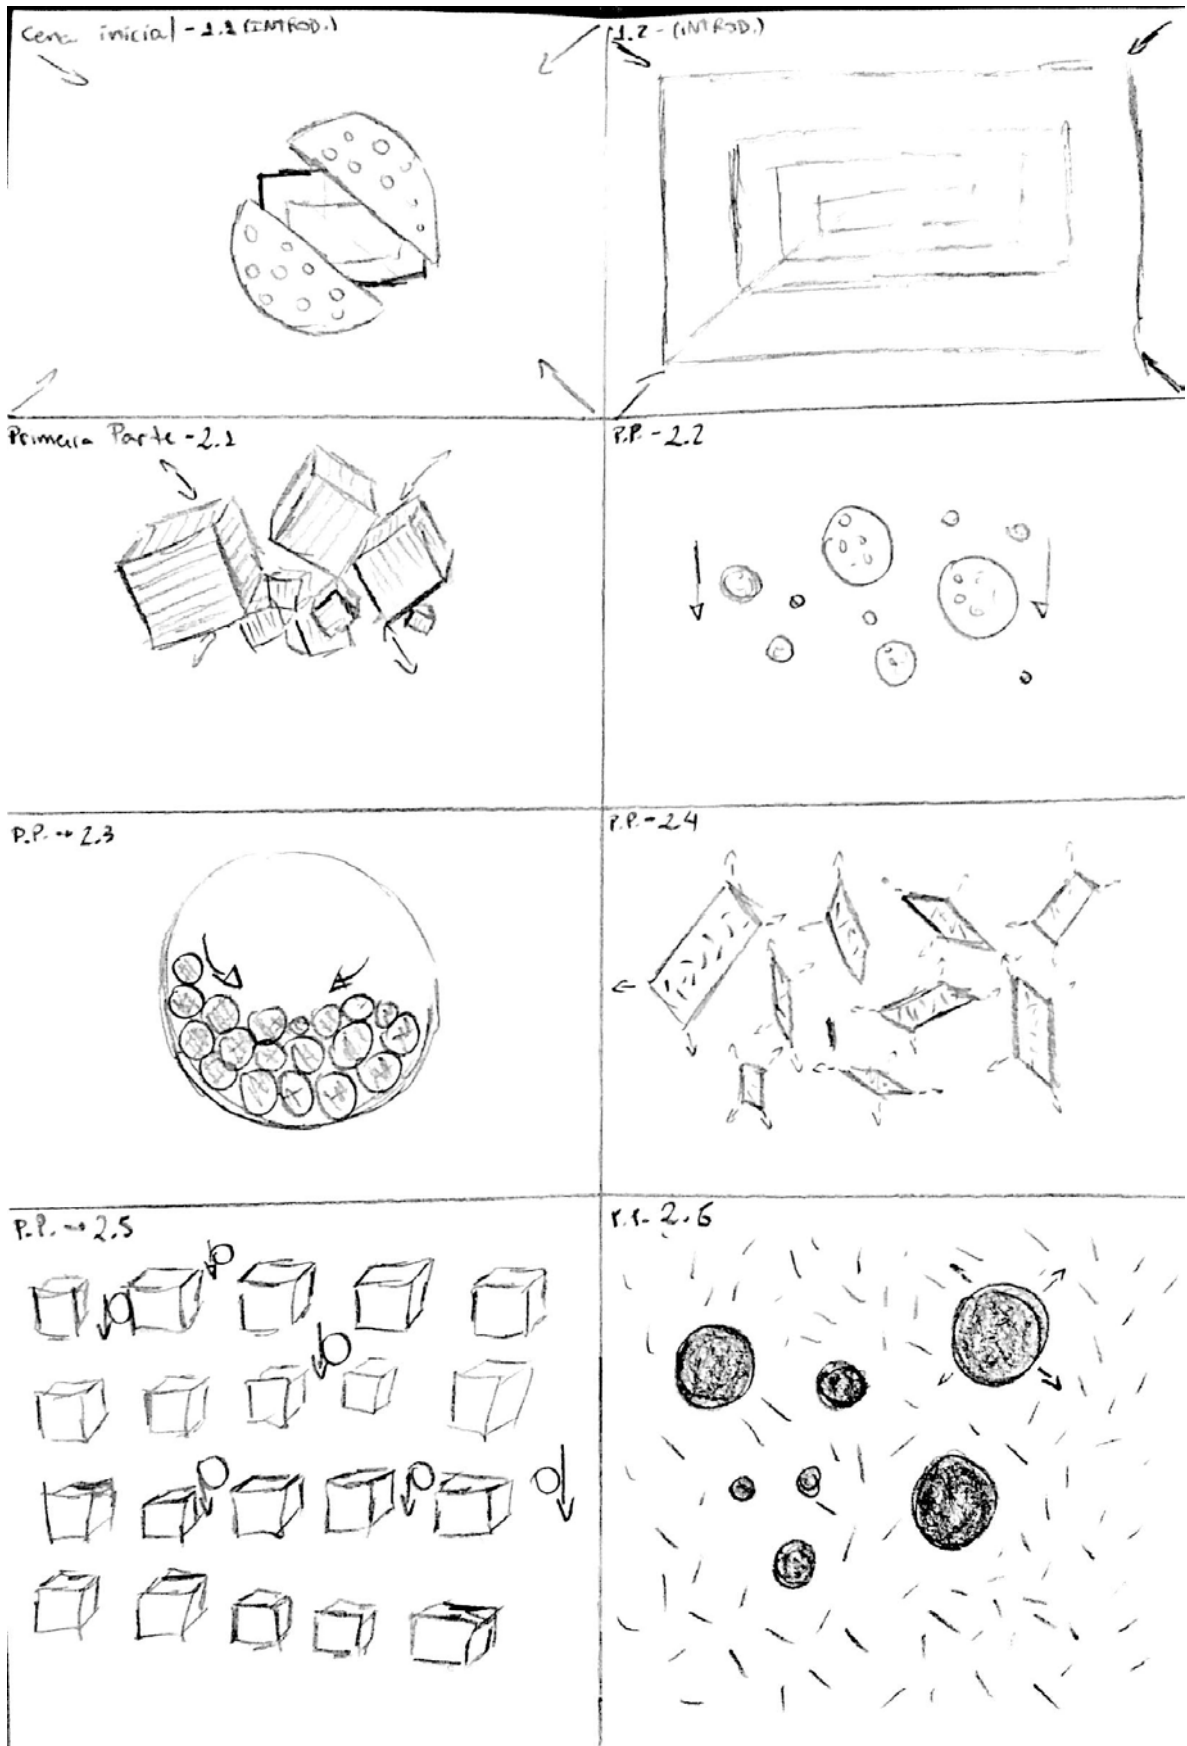 Cena inicial - 1.1 (INTROD.)
1.2 - (INTROD.)
Primeira Parte - 2.1
P.P. - 2.2
P.P. → 2.3
P.P. - 2.4
P.P. → 2.5
P.P. 2.6